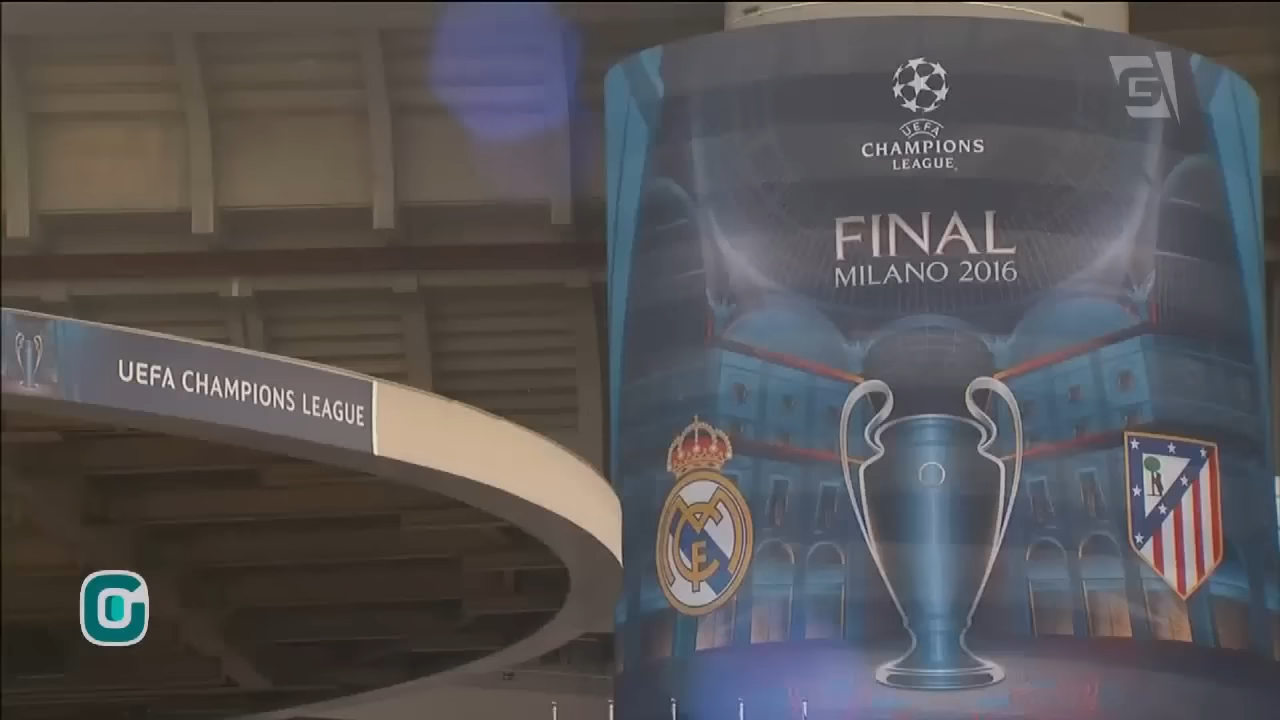 UEFA
CHAMPIONS
LEAGUE
FINAL
MILANO 2016
UEFA CHAMPIONS LEAGUE
G